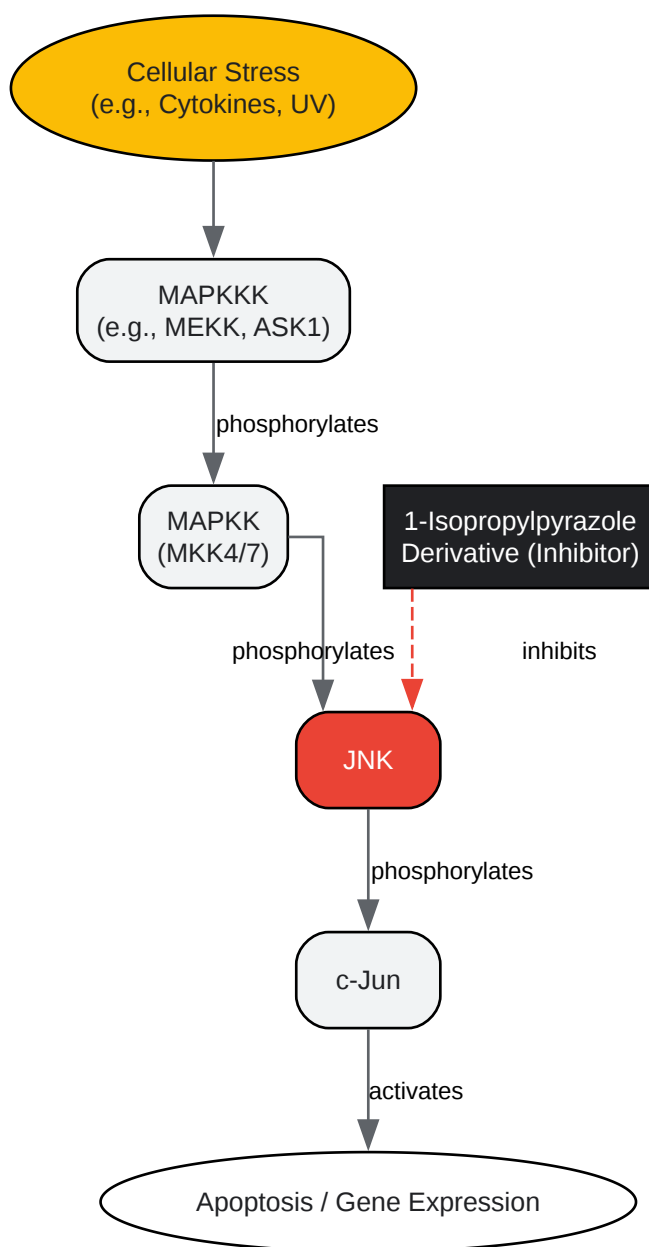 Cellular Stress
(e.g., Cytokines, UV)
MAPKKK
(e.g., MEKK, ASK1)
phosphorylates
MAPKK
(MKK4/7)
1-Isopropylpyrazole
Derivative (Inhibitor)
phosphorylates
inhibits
JNK
phosphorylates
c-Jun
activates
Apoptosis / Gene Expression